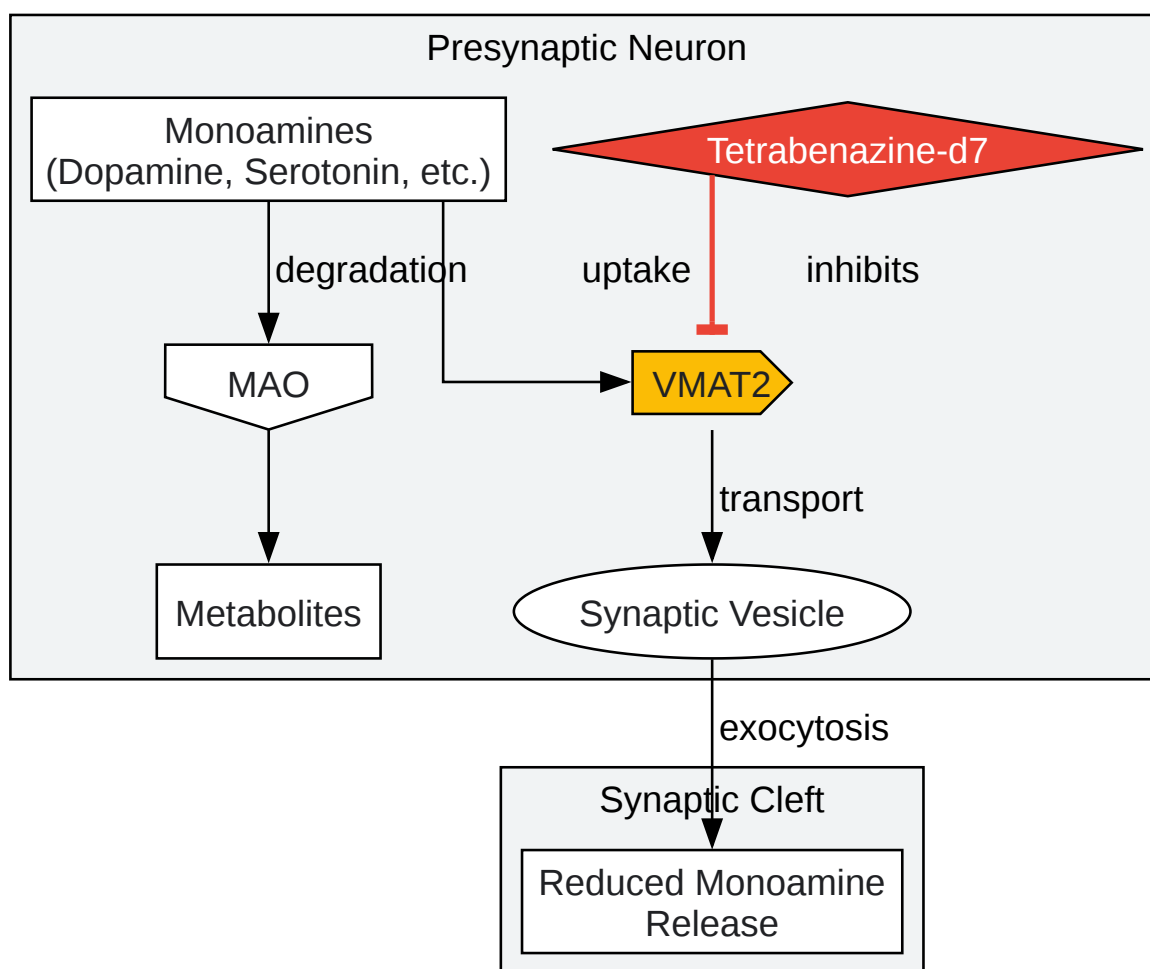 Presynaptic Neuron
Monoamines
(Dopamine, Serotonin, etc.)
Tetrabenazine-d7
degradation
uptake
inhibits
MAO
VMAT2
transport
Metabolites
Synaptic Vesicle
exocytosis
Synaptic Cleft
Reduced Monoamine
Release